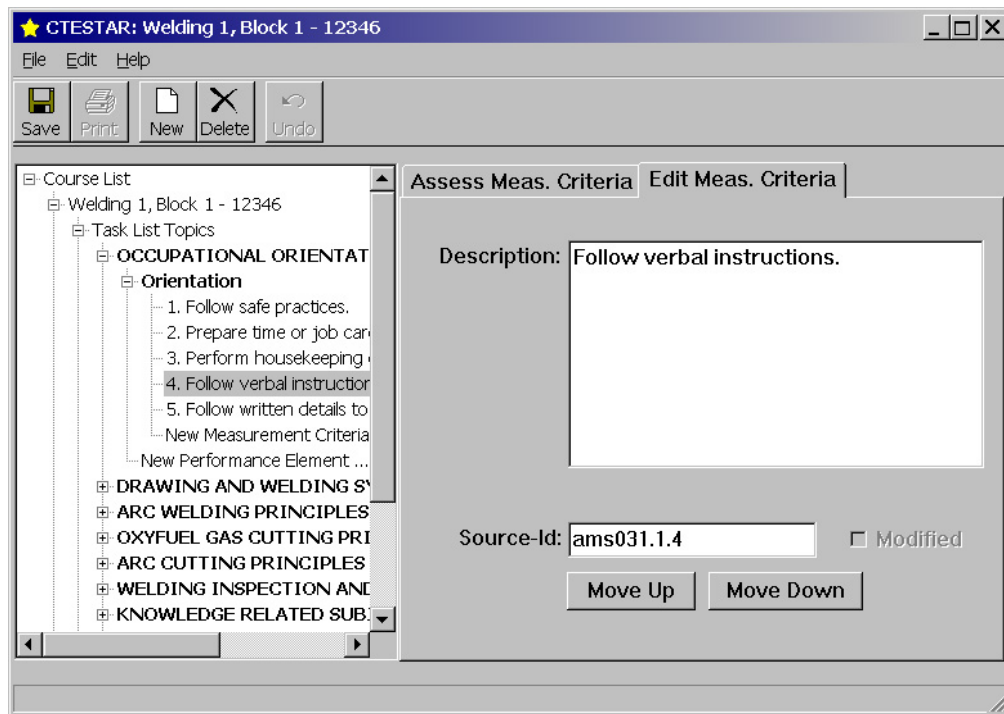 CTESTAR: Welding 1, Block 1 - 12346
File Edit Help
Save Print New Delete Undo
Course List
Welding 1, Block 1 - 12346
Task List Topics
OCCUPATIONAL ORIENTAT
Orientation
1. Follow safe practices.
2. Prepare time or job car
3. Perform housekeeping
4. Follow verbal instruction
5. Follow written details to
New Measurement Criteria
New Performance Element ...
DRAWING AND WELDING SY
ARC WELDING PRINCIPLES
OXYFUEL GAS CUTTING PRI
ARC CUTTING PRINCIPLES
WELDING INSPECTION AND
KNOWLEDGE RELATED SUBJ
Assess Meas. Criteria Edit Meas. Criteria
Description: Follow verbal instructions.
Source-Id: ams031.1.4 Modified
Move Up Move Down